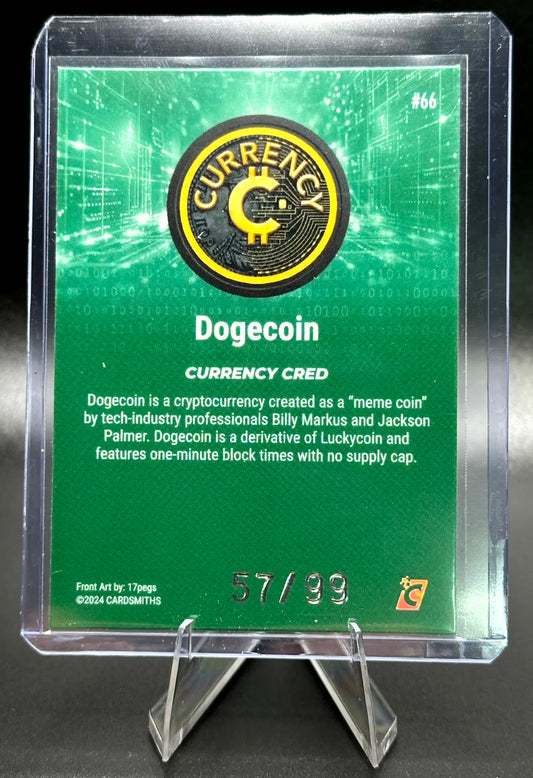 #66
CURRENCY
Dogecoin
CURRENCY CRED
Dogecoin is a cryptocurrency created as a “meme coin”
by tech-industry professionals Billy Markus and Jackson
Palmer. Dogecoin is a derivative of Luckycoin and
features one-minute block times with no supply cap.
57/99
Front Art by: 17pegs
©2024 CARDSMITHS